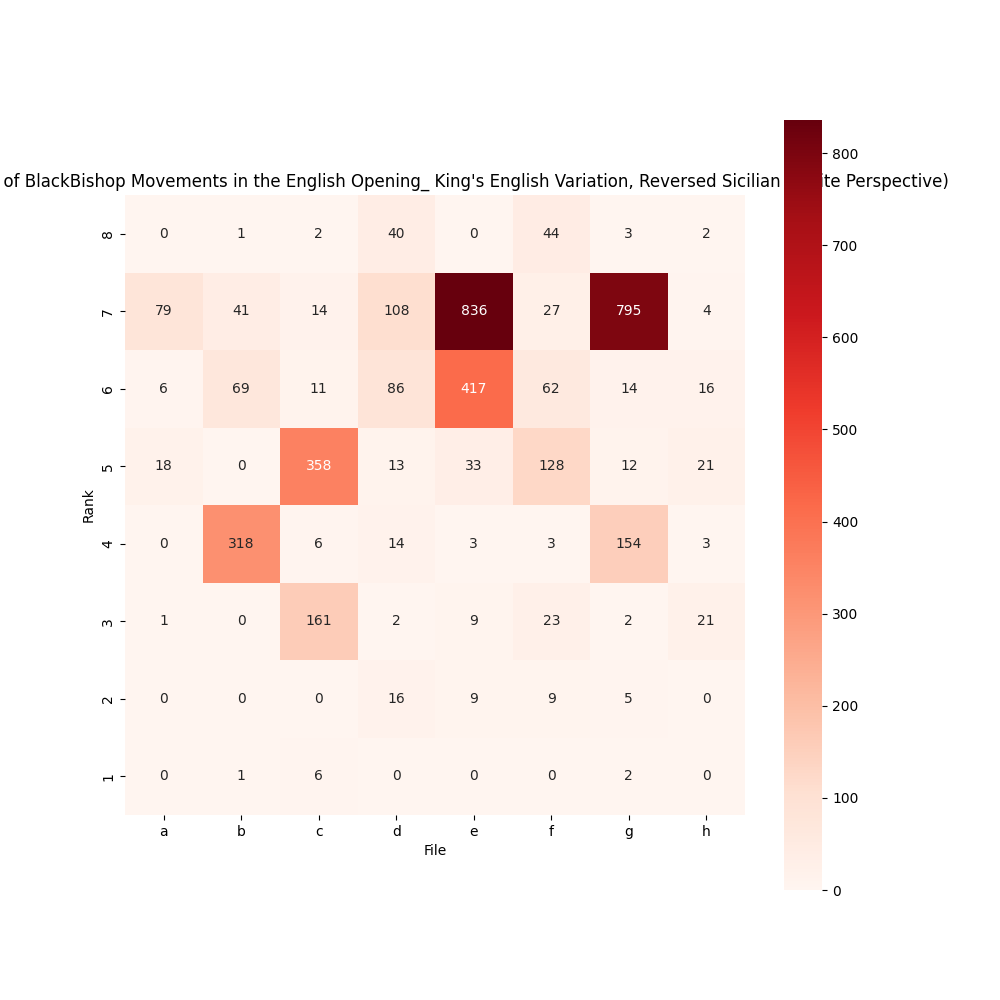 of BlackBishop Movements in the English Opening_ King's English Variation, Reversed Sicilian ite Perspective)
8 0 1 2 40 0 44 3 2
7 79 41 14 108 836 27 795 4
6 6 69 11 86 417 62 14 16
5 18 0 358 13 33 128 12 21
4 0 318 6 14 3 3 154 3
3 1 0 161 2 9 23 2 21
2 0 0 0 16 9 9 5 0
1 0 1 6 0 0 0 2 0
a b c d e f g h
File
Rank
800
700
600
500
400
300
200
100
0